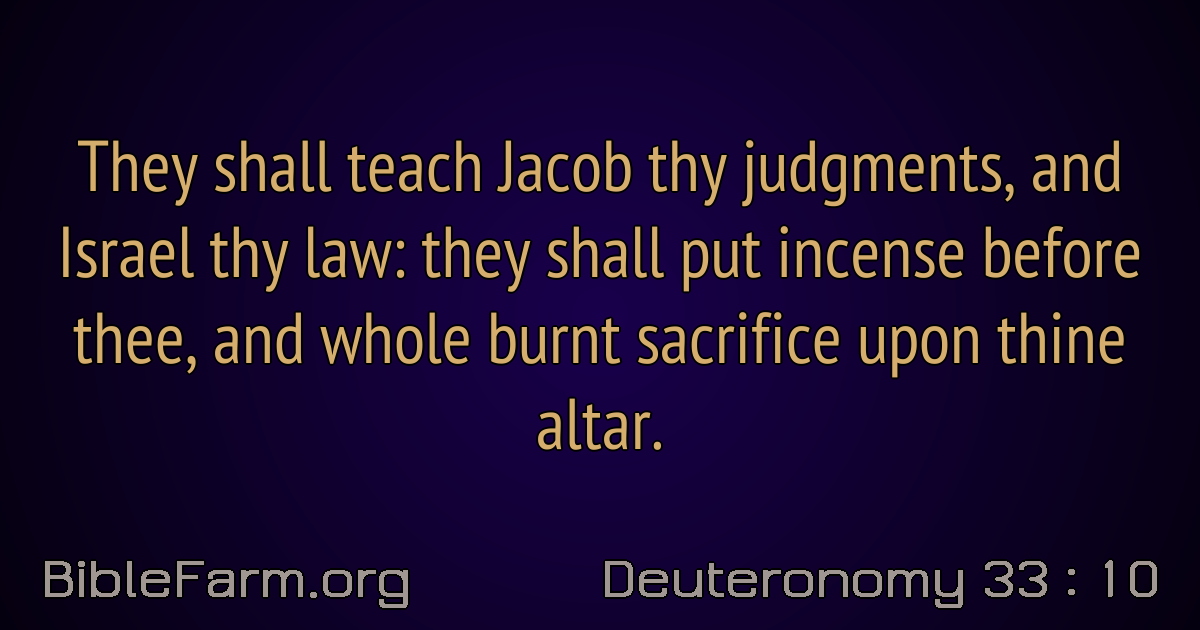 They shall teach Jacob thy judgments, and
Israel thy law: they shall put incense before
thee, and whole burnt sacrifice upon thine
altar.
BibleFarm.org
Deuteronomy 33 : 10